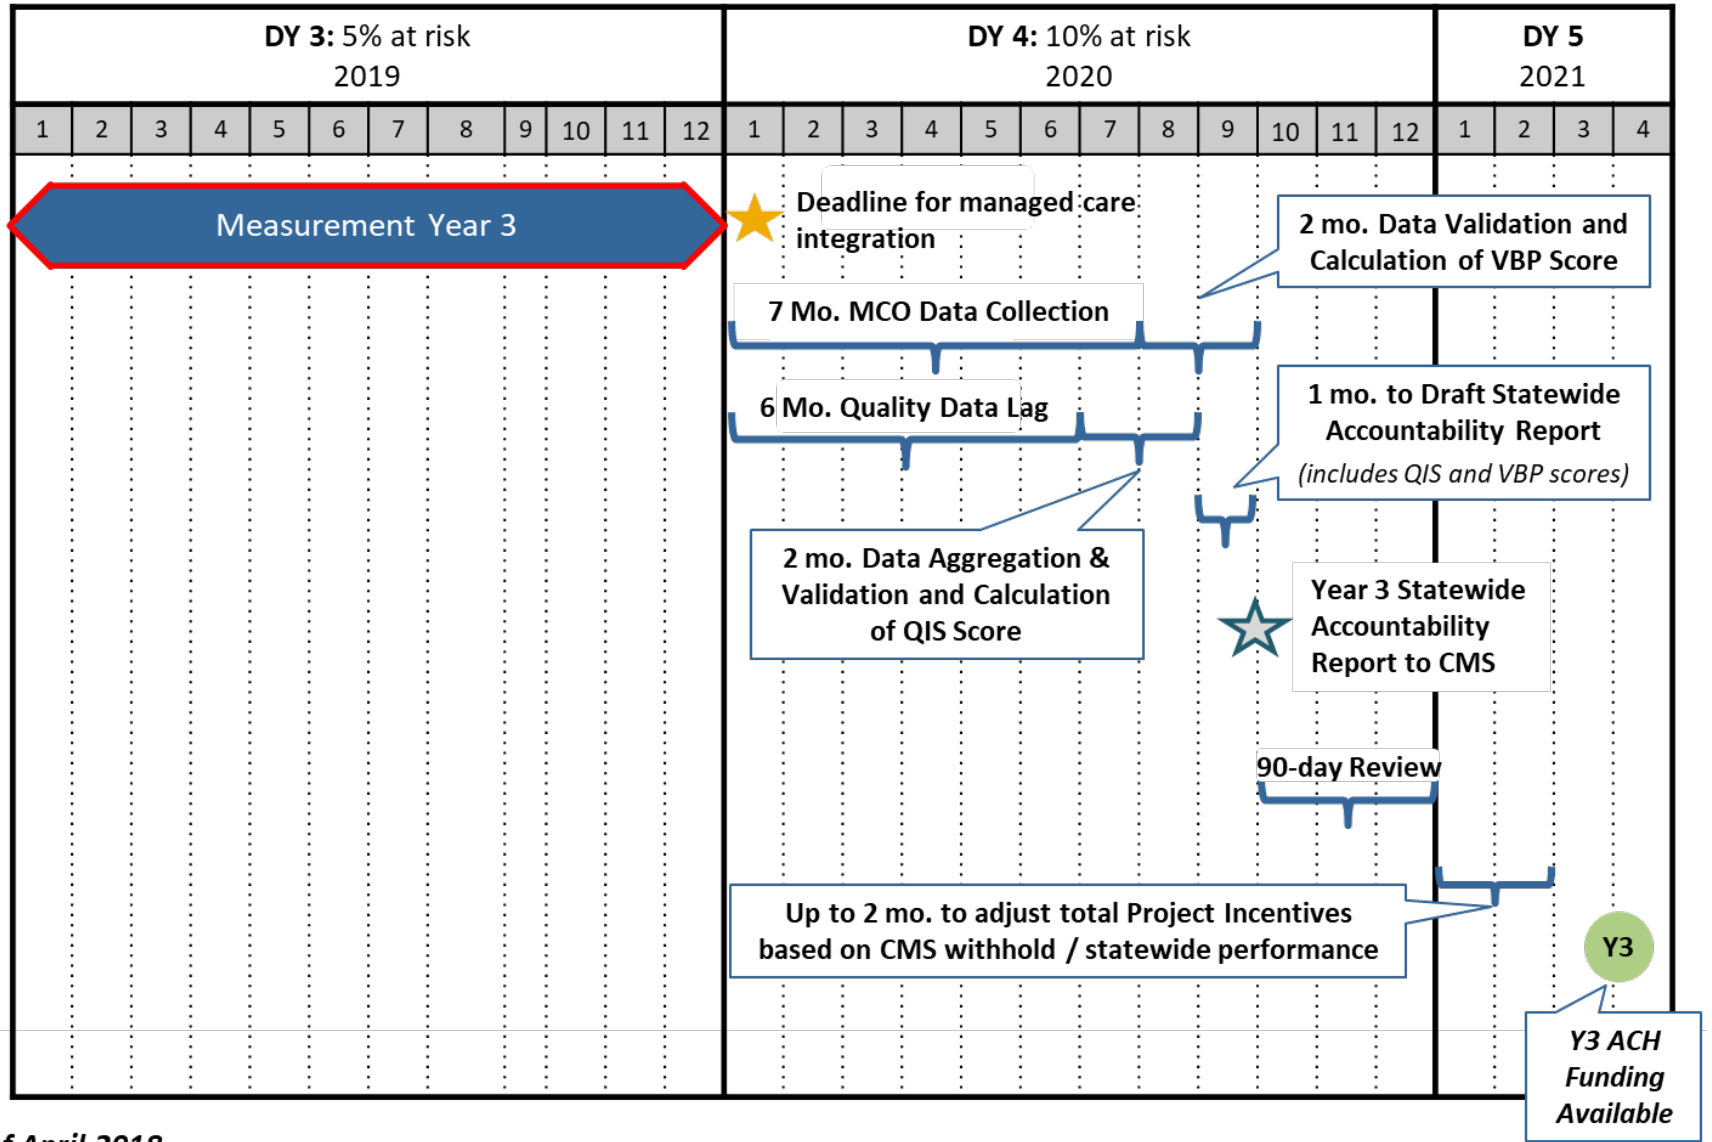 DY 3: 5% at risk
2019
DY 4: 10% at risk
2020
DY 5
2021
1 2 3 4 5 6 7 8 9 10 11 12 1 2 3 4 5 6 7 8 9 10 11 12 1 2 3 4
Measurement Year 3
Deadline for managed care
integration
2 mo. Data Validation and
Calculation of VBP Score
7 Mo. MCO Data Collection
6 Mo. Quality Data Lag
1 mo. to Draft Statewide
Accountability Report
(includes QIS and VBP scores)
2 mo. Data Aggregation &
Validation and Calculation
of QIS Score
Year 3 Statewide
Accountability
Report to CMS
90-day Review
Up to 2 mo. to adjust total Project Incentives
based on CMS withhold / statewide performance
Y3
Y3 ACH
Funding
Available
April 2018